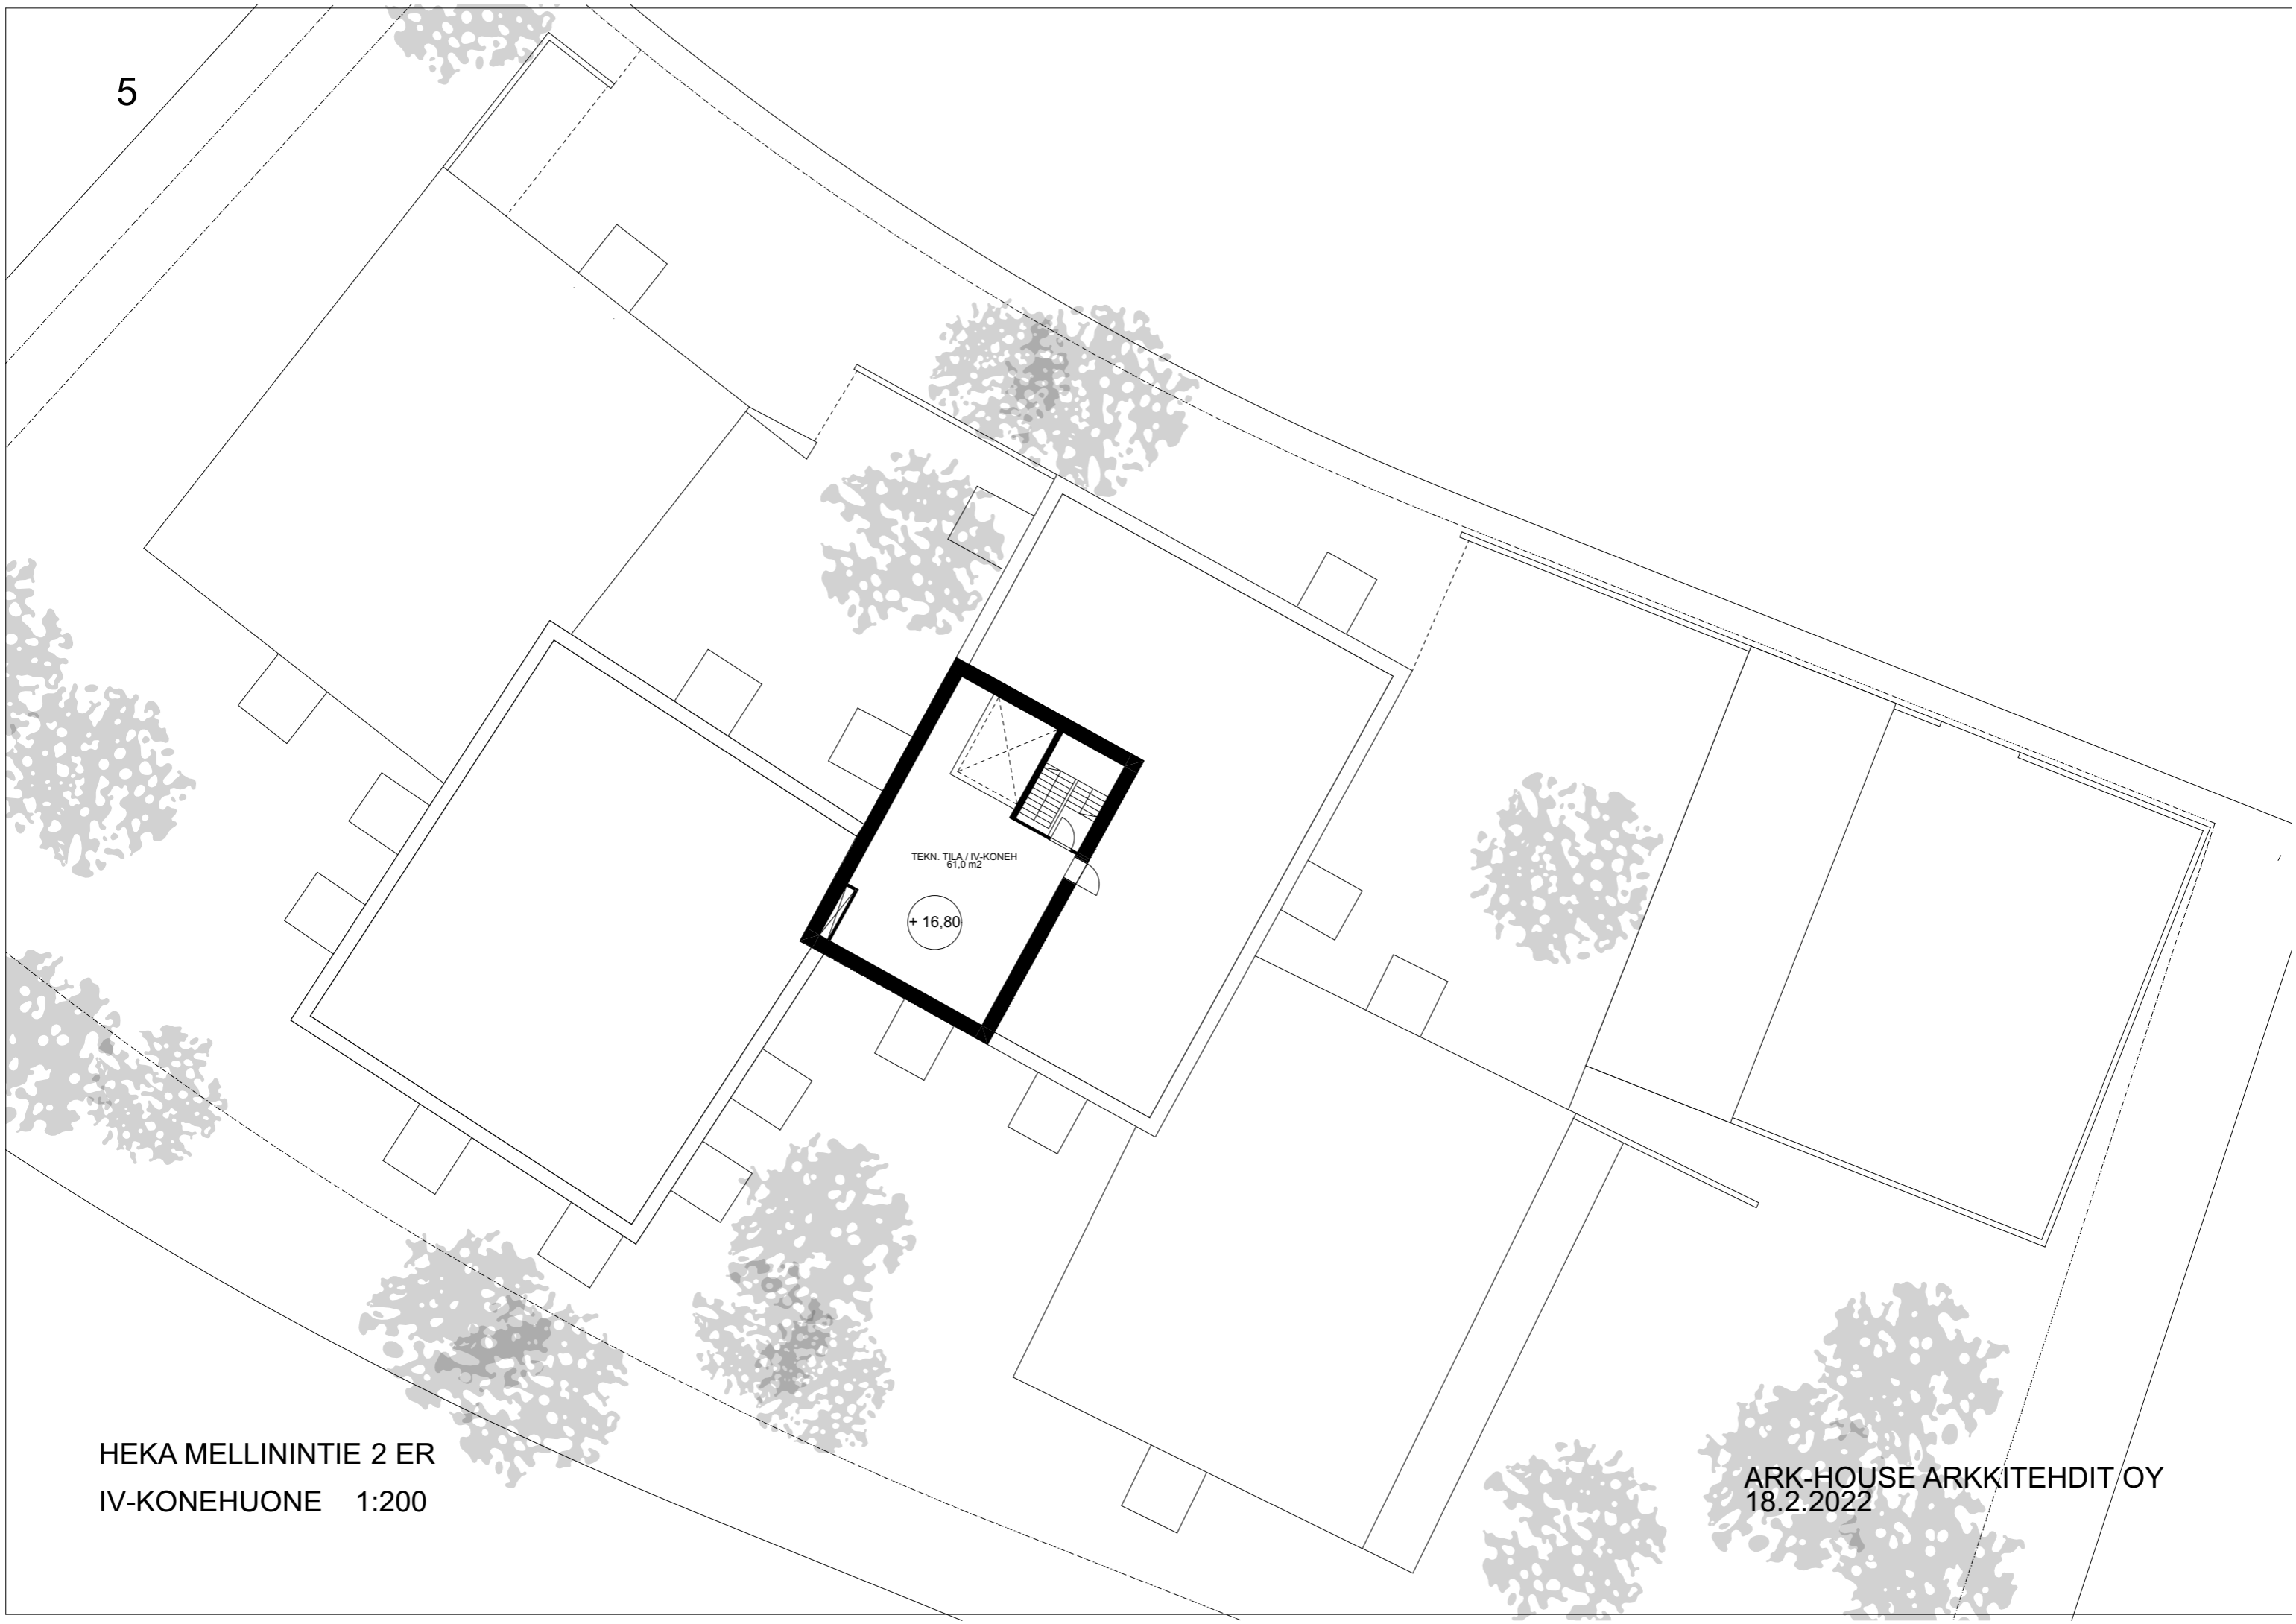 5
TEKN. TILA / IV-KONEH
61,0 m2
+ 16,80
HEKA MELLININTIE 2 ER
IV-KONEHUONE 1:200
ARK-HOUSE ARKKITEHDIT OY
18.2.2022